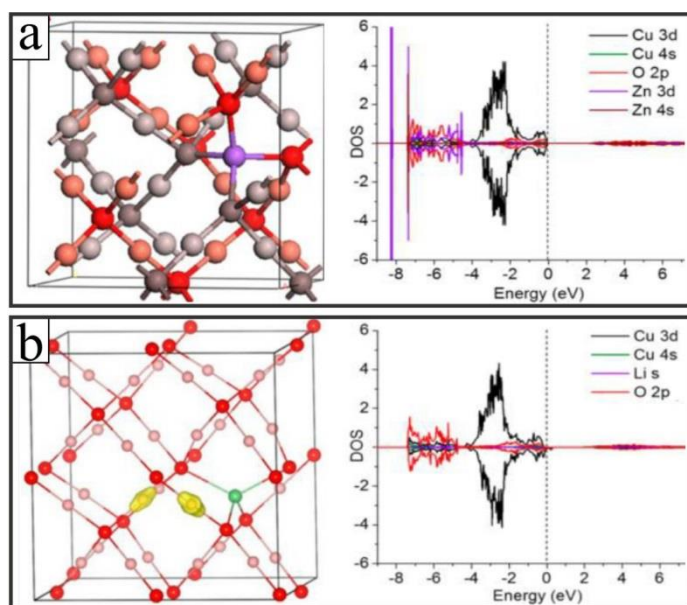 a
Cu 3d
Cu 4s
O 2p
Zn 3d
Zn 4s
DOS
6
4
2
0
-2
-4
-6
-8 -6 -4 -2 0 2 4 6
Energy (eV)
b
Cu 3d
Cu 4s
Li s
O 2p
DOS
6
4
2
0
-2
-4
-6
-8 -6 -4 -2 0 2 4 6
Energy (eV)